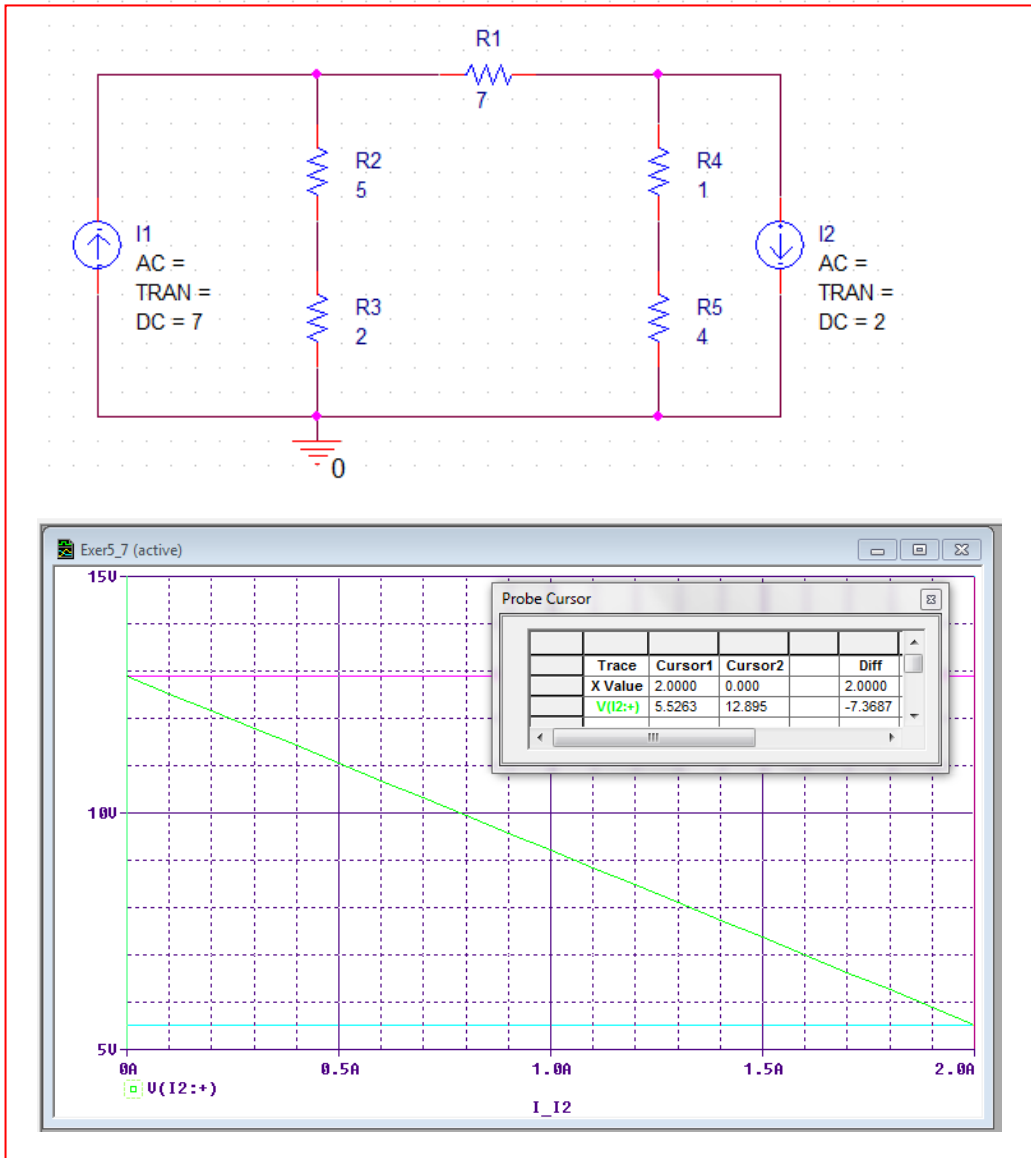 R1
7
R2
5
R4
1
I1
AC =
TRAN =
DC = 7
I2
AC =
TRAN =
DC = 2
R3
2
R5
4
0
Exer5_7 (active)
15V
Probe Cursor
Trace Cursor1 Cursor2 Diff
X Value 2.0000 0.000 2.0000
V(I2:+) 5.5263 12.895 -7.3687
10V
5V
0A 0.5A 1.0A 1.5A 2.0A
V(I2:+)
I_I2